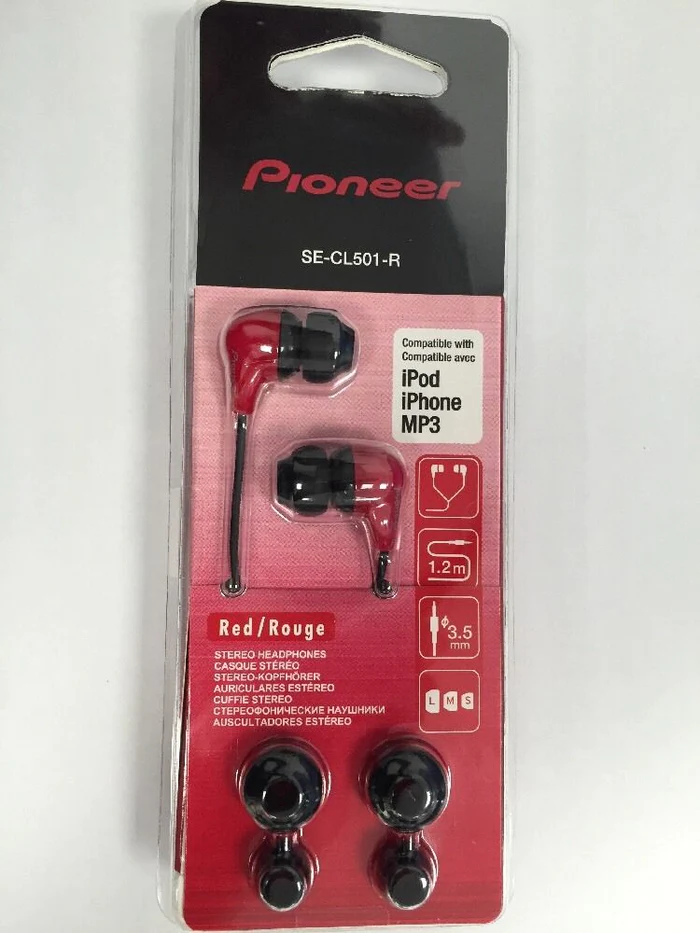 Pioneer
SE-CL501-R
Compatible with
Compatible avec
iPod
iPhone
MP3
1.2m
ϕ3.5
mm
Red/Rouge
STEREO HEADPHONES
CASQUE STÉRÉO
STEREO-KOPFHÖRER
AURICULARES ESTÉREO
CUFFIE STEREO
СТЕРЕОФОНИЧЕСКИЕ НАУШНИКИ
AUSCULTADORES ESTÉREO
L M S